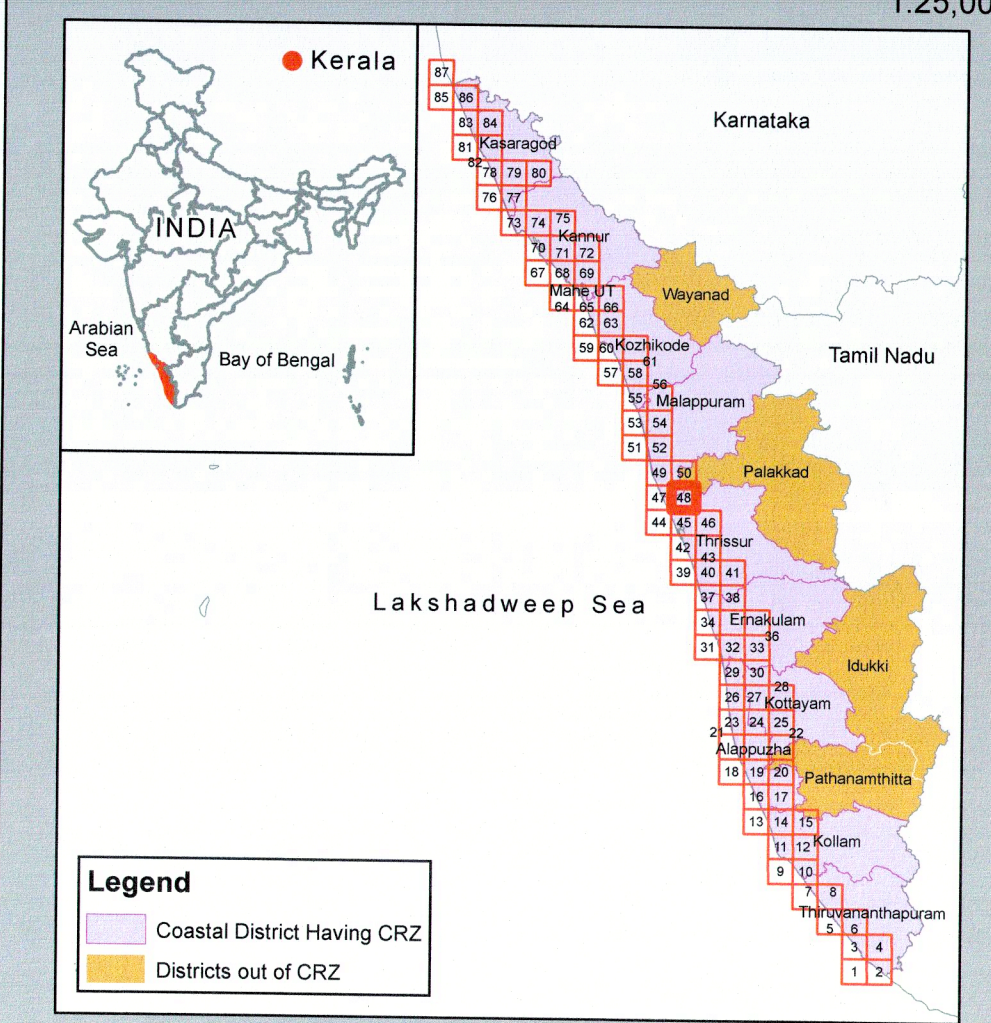 1:25,00
Kerala
INDIA
Arabian
Sea
Bay of Bengal
Karnataka
Tamil Nadu
Lakshadweep Sea
87
85 86
83 84
81 Kasaragod
82
78 79 80
76 77
73 74 75
Kannur
70 71 72
67 68 69
Mahe UT
64 65 66
Wayanad
62 63
59 60 Kozhikode
61
57 58
56
55 Malappuram
53 54
51 52
49 50 Palakkad
47 48
44 45 46
42 Thrissur
43
39 40 41
37 38
34 Ernakulam
36
31 32 33
Idukki
29 30
28
26 27 Kottayam
23 24 25
21 22
Alappuzha
18 19 20 Pathanamthitta
16 17
13 14 15
11 12 Kollam
9 10
7 8
Thiruvananthapuram
5 6
3 4
1 2
Legend
Coastal District Having CRZ
Districts out of CRZ